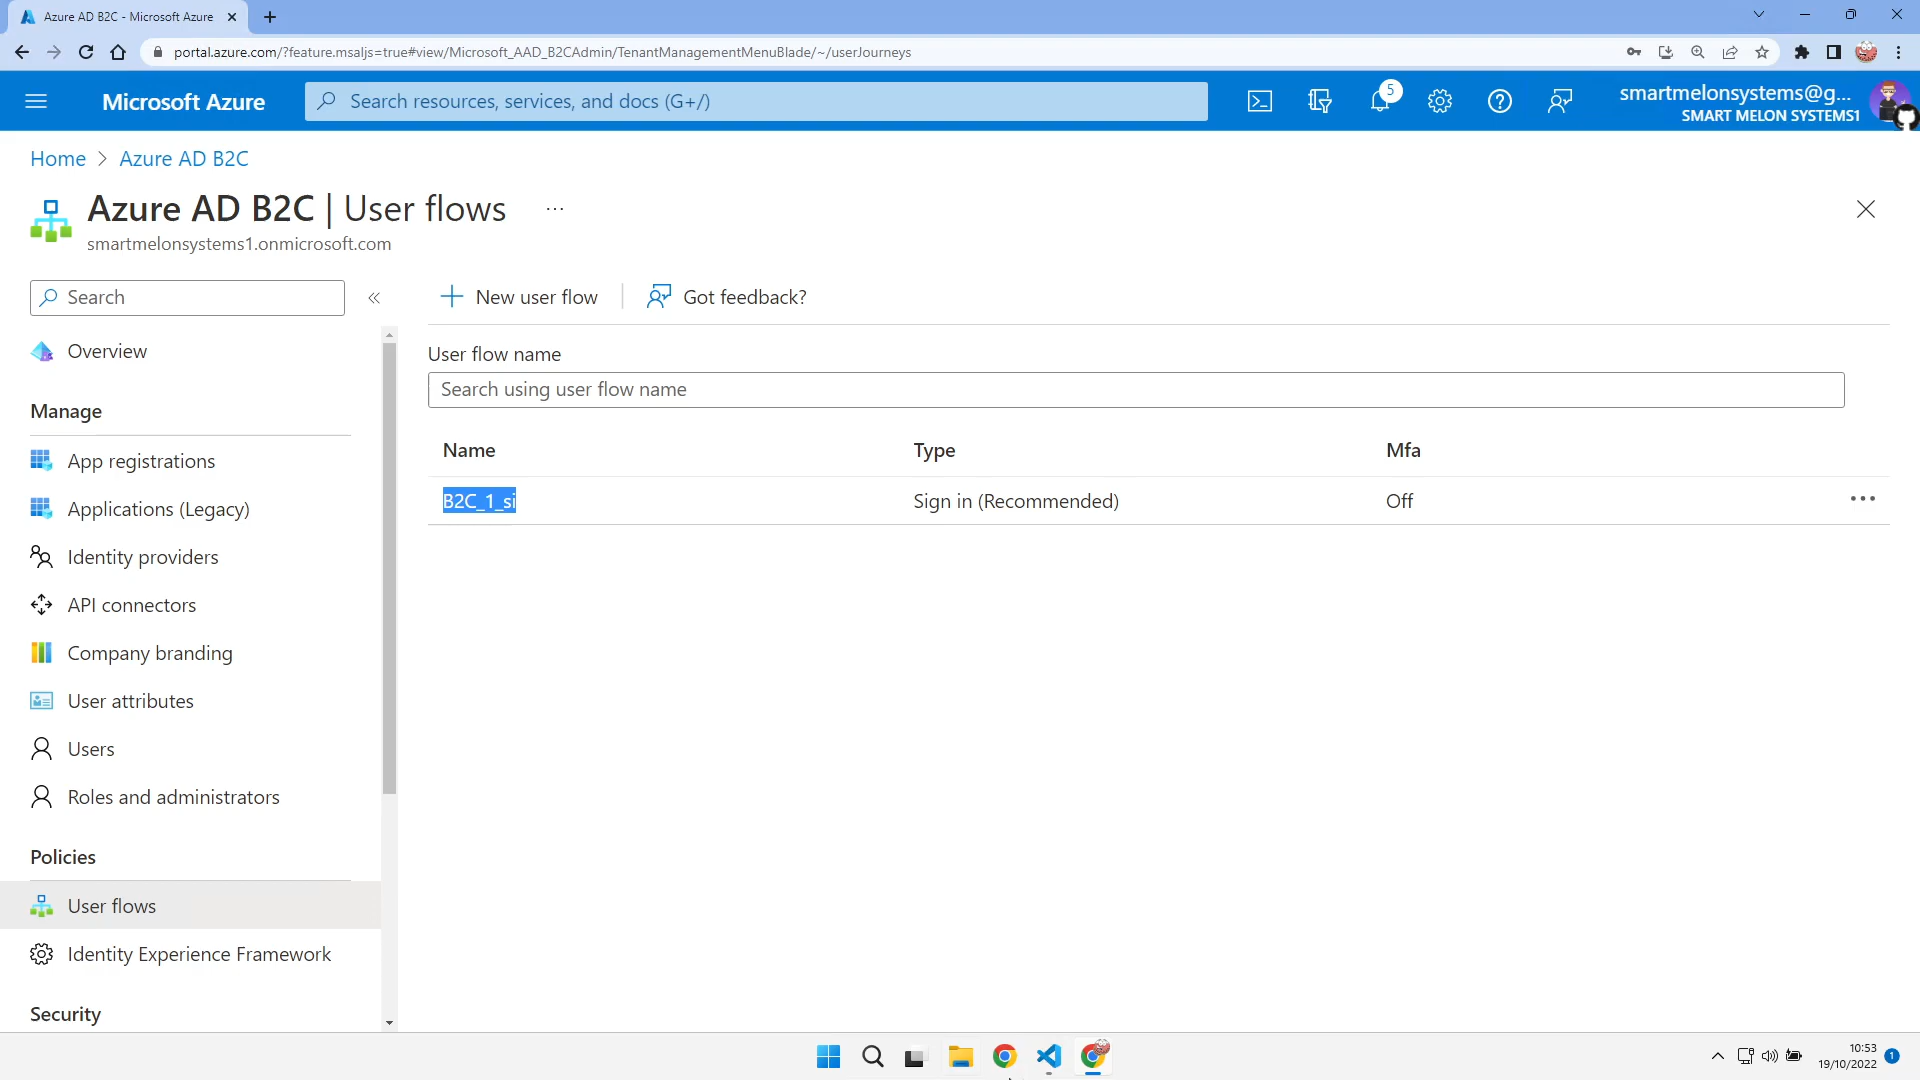 Azure AD B2C - Microsoft Azure
portal.azure.com/?feature.msaljs=true#view/Microsoft_AAD_B2CAdmin/TenantManagementMenuBlade/~/userJourneys
Microsoft Azure
Search resources, services, and docs (G+/)
5
smartmelonsystems@g...
SMART MELON SYSTEMS1
Home > Azure AD B2C
Azure AD B2C | User flows ...
smartmelonsystems1.onmicrosoft.com
Search
Overview
Manage
App registrations
Applications (Legacy)
Identity providers
API connectors
Company branding
User attributes
Users
Roles and administrators
Policies
User flows
Identity Experience Framework
Security
New user flow
Got feedback?
User flow name
Search using user flow name
Name Type Mfa
B2C_1_si Sign in (Recommended) Off
10:53
19/10/2022
1